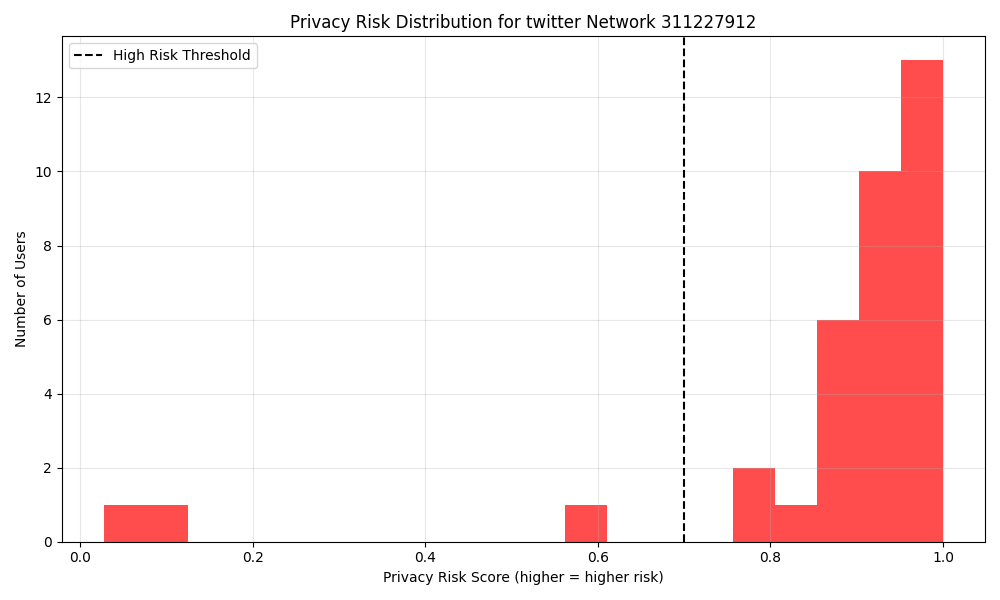 Privacy Risk Distribution for twitter Network 311227912
High Risk Threshold
Number of Users
12
10
8
6
4
2
0
0.0 0.2 0.4 0.6 0.8 1.0
Privacy Risk Score (higher = higher risk)